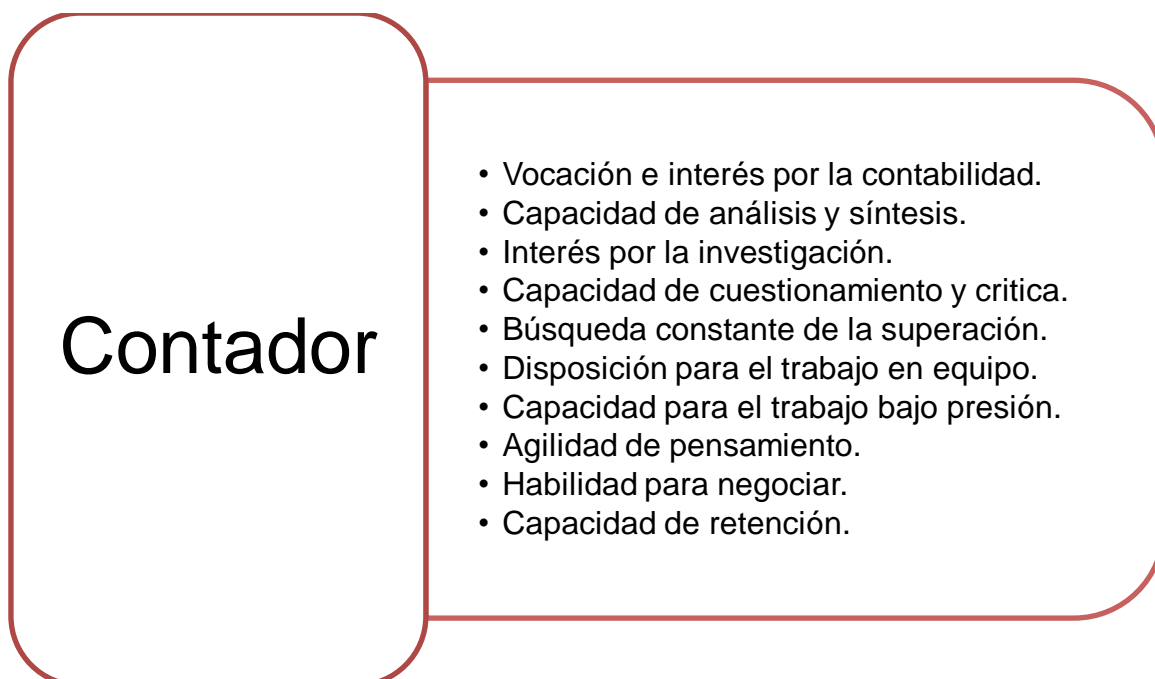 Contador
• Vocación e interés por la contabilidad.
• Capacidad de análisis y síntesis.
• Interés por la investigación.
• Capacidad de cuestionamiento y critica.
• Búsqueda constante de la superación.
• Disposición para el trabajo en equipo.
• Capacidad para el trabajo bajo presión.
• Agilidad de pensamiento.
• Habilidad para negociar.
• Capacidad de retención.